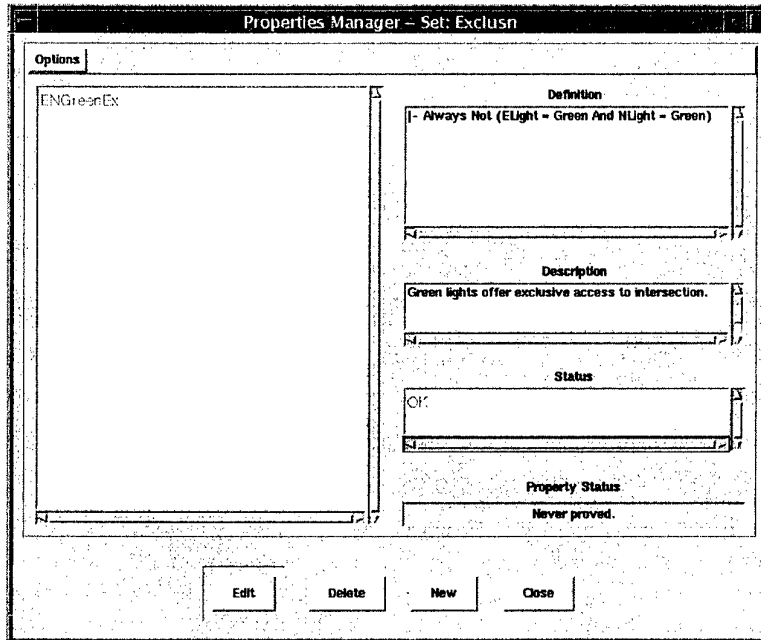 Properties Manager – Set: Exclusn
Options
ENGreenEx
Definition
|- Always Not (ELight = Green And NLight = Green)
Description
Green lights offer exclusive access to intersection.
Status
OK
Property Status
Never proved.
Edit
Delete
New
Close